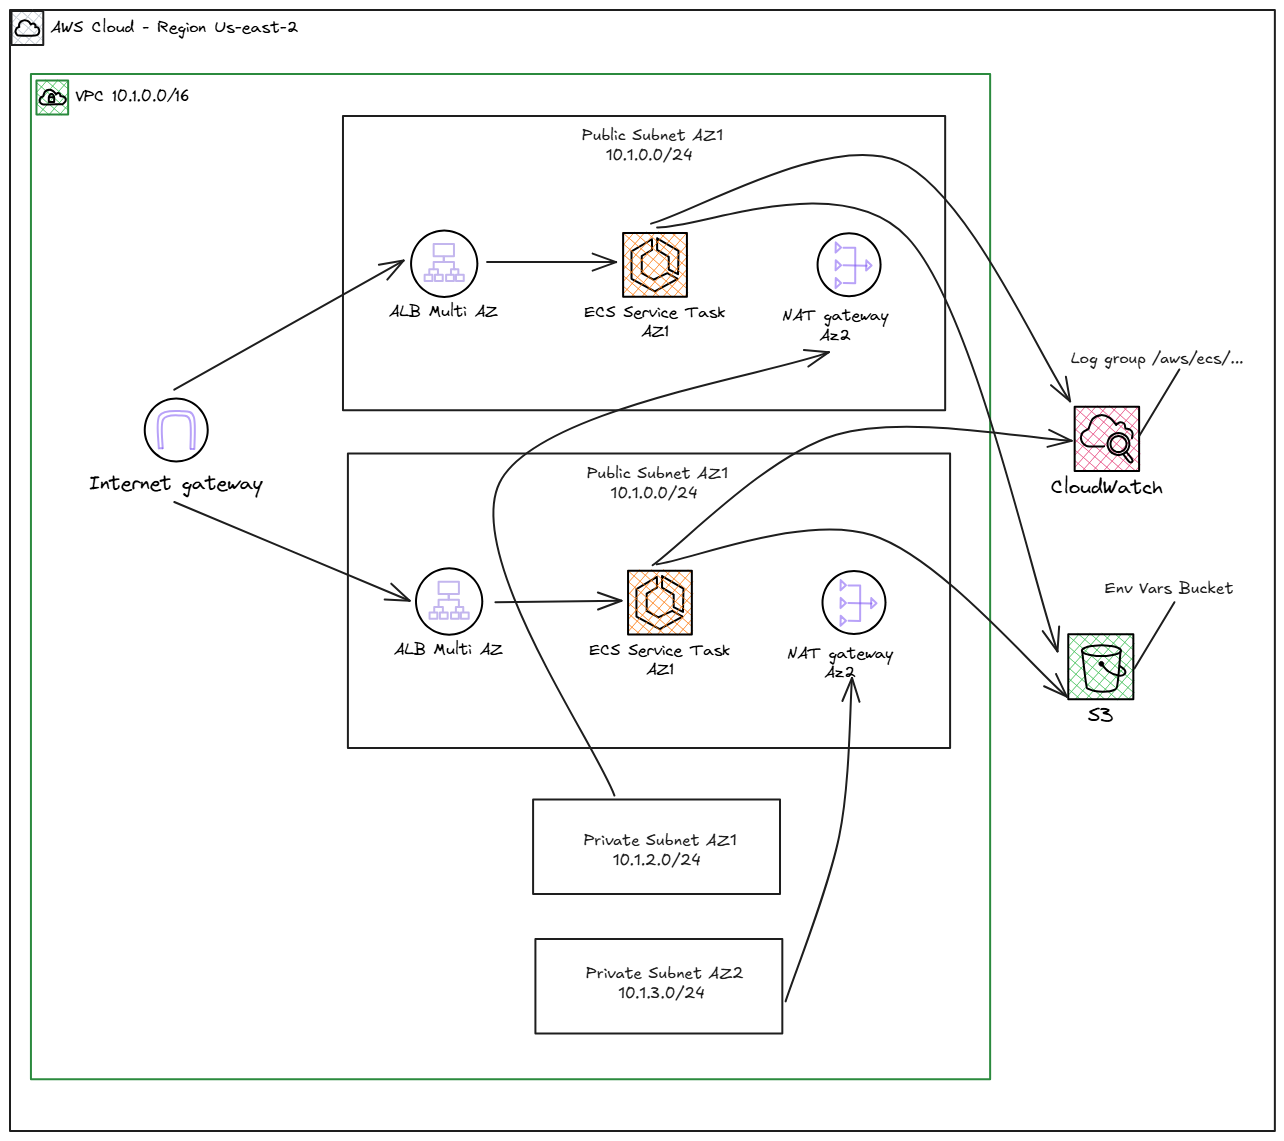 AWS Cloud - Region Us-east-2
VPC 10.1.0.0/16
Public Subnet AZ1
10.1.0.0/24
ALB Multi AZ
ECS Service Task
AZ1
NAT gateway
Az2
Log group /aws/ecs/...
Internet gateway
CloudWatch
Public Subnet AZ1
10.1.0.0/24
ALB Multi AZ
ECS Service Task
AZ1
NAT gateway
Az2
Env Vars Bucket
S3
Private Subnet AZ1
10.1.2.0/24
Private Subnet AZ2
10.1.3.0/24